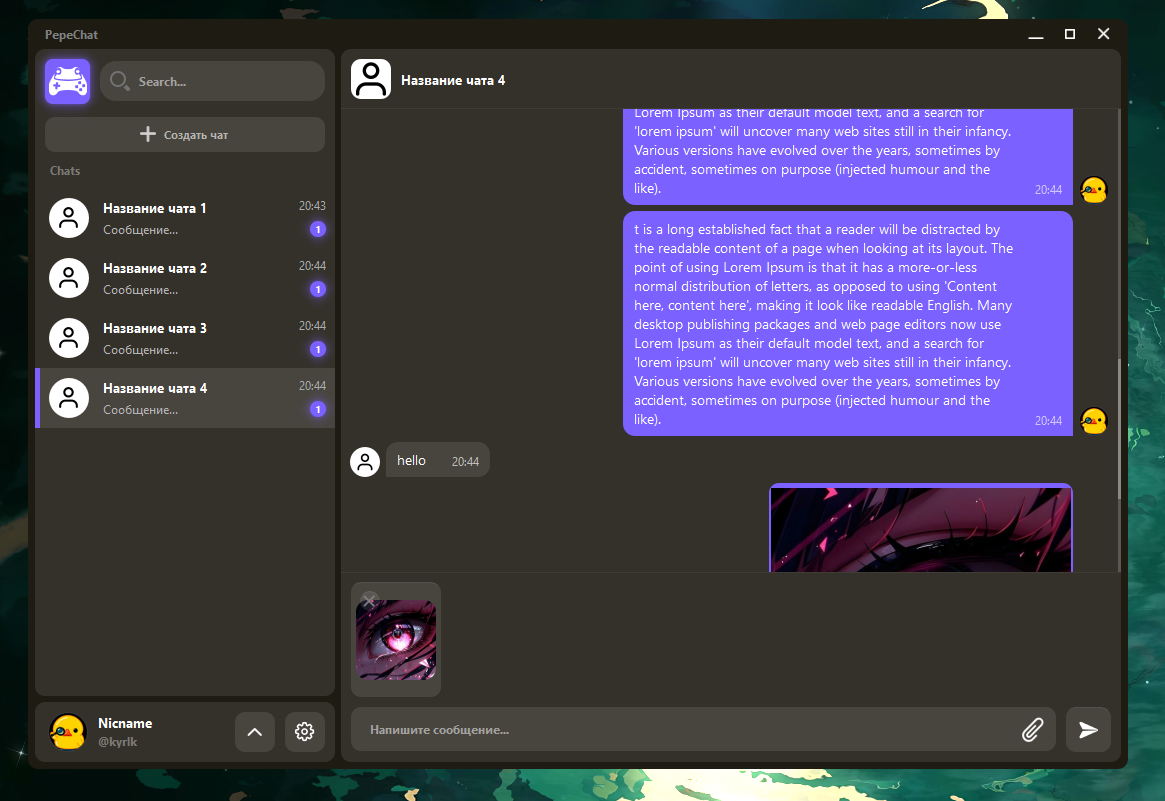 PepeChat
Search...
Создать чат
Chats
Название чата 1
20:43
Сообщение...
1
Название чата 2
20:44
Сообщение...
1
Название чата 3
20:44
Сообщение...
1
Название чата 4
20:44
Сообщение...
1
Nicname
@kyrlk
Название чата 4
Lorem Ipsum as their default model text, and a search for
'lorem ipsum' will uncover many web sites still in their infancy.
Various versions have evolved over the years, sometimes by
accident, sometimes on purpose (injected humour and the
like).
20:44
t is a long established fact that a reader will be distracted by
the readable content of a page when looking at its layout. The
point of using Lorem Ipsum is that it has a more-or-less
normal distribution of letters, as opposed to using 'Content
here, content here', making it look like readable English. Many
desktop publishing packages and web page editors now use
Lorem Ipsum as their default model text, and a search for
'lorem ipsum' will uncover many web sites still in their infancy.
Various versions have evolved over the years, sometimes by
accident, sometimes on purpose (injected humour and the
like).
20:44
hello
20:44
Напишите сообщение...